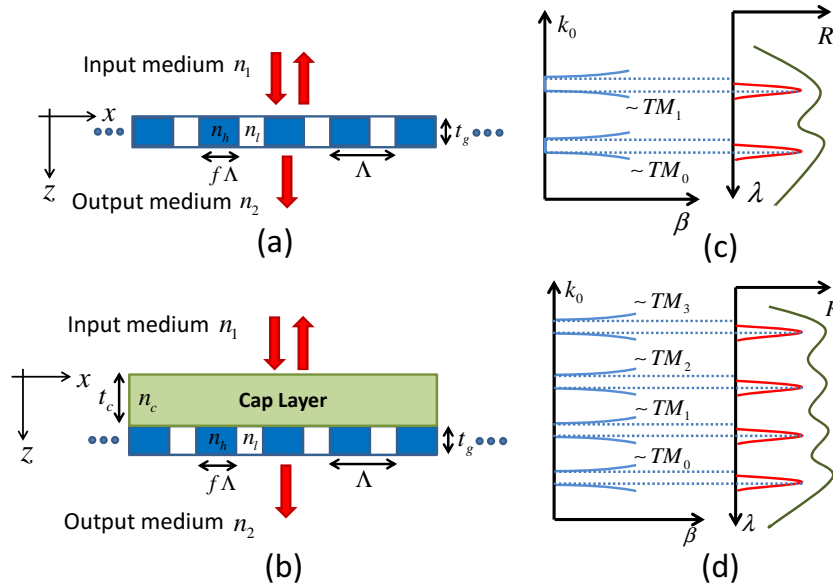 Input medium n₁
x
n_h
n_l
t_g
fΛ
Λ
z
Output medium n₂
(a)
k₀
R
~TM₁
~TM₀
β
λ
(c)
Input medium n₁
x
t_c
n_c
Cap Layer
n_h
n_l
t_g
z
fΛ
Λ
Output medium n₂
(b)
k₀
~TM₃
R
~TM₂
~TM₁
~TM₀
β
λ
(d)